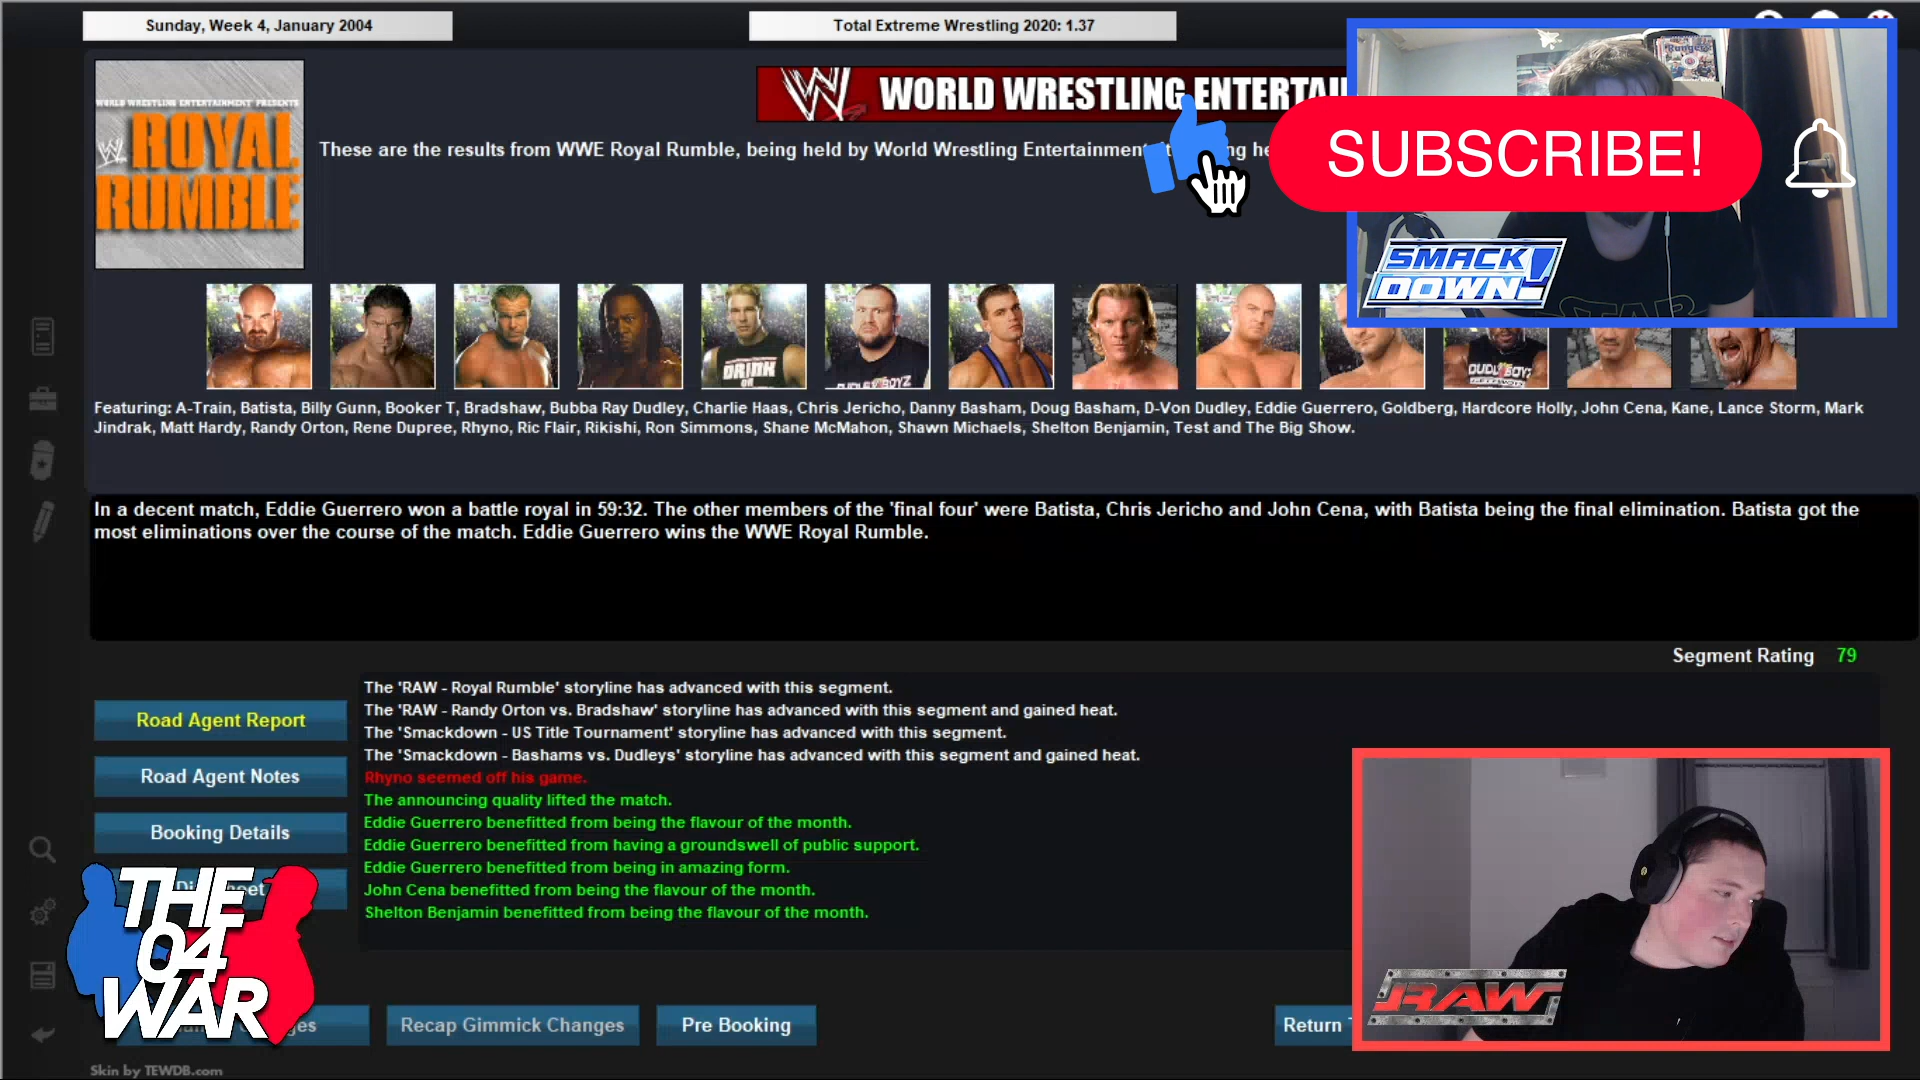 Sunday, Week 4, January 2004
Total Extreme Wrestling 2020: 1.37
WORLD WRESTLING ENTERTAINMENT PRESENTS
ROYAL
RUMBLE
WORLD WRESTLING ENTERTAI
These are the results from WWE Royal Rumble, being held by World Wrestling Entertainment
SUBSCRIBE!
SMACK
DOWN!
DRINK
OR
DUDLEY BOYZ
DUDLEY
BOYZ
Featuring: A-Train, Batista, Billy Gunn, Booker T, Bradshaw, Bubba Ray Dudley, Charlie Haas, Chris Jericho, Danny Basham, Doug Basham, D-Von Dudley, Eddie Guerrero, Goldberg, Hardcore Holly, John Cena, Kane, Lance Storm, Mark
Jindrak, Matt Hardy, Randy Orton, Rene Dupree, Rhyno, Ric Flair, Rikishi, Ron Simmons, Shane McMahon, Shawn Michaels, Shelton Benjamin, Test and The Big Show.
In a decent match, Eddie Guerrero won a battle royal in 59:32. The other members of the 'final four' were Batista, Chris Jericho and John Cena, with Batista being the final elimination. Batista got the
most eliminations over the course of the match. Eddie Guerrero wins the WWE Royal Rumble.
Segment Rating 79
Road Agent Report
Road Agent Notes
Booking Details
The 'RAW - Royal Rumble' storyline has advanced with this segment.
The 'RAW - Randy Orton vs. Bradshaw' storyline has advanced with this segment and gained heat.
The 'Smackdown - US Title Tournament' storyline has advanced with this segment.
The 'Smackdown - Bashams vs. Dudleys' storyline has advanced with this segment and gained heat.
Rhyno seemed off his game.
The announcing quality lifted the match.
Eddie Guerrero benefitted from being the flavour of the month.
Eddie Guerrero benefitted from having a groundswell of public support.
Eddie Guerrero benefitted from being in amazing form.
John Cena benefitted from being the flavour of the month.
Shelton Benjamin benefitted from being the flavour of the month.
THE
04
WAR
Recap Gimmick Changes
Pre Booking
Return
RAW
Skin by TEWDB.com